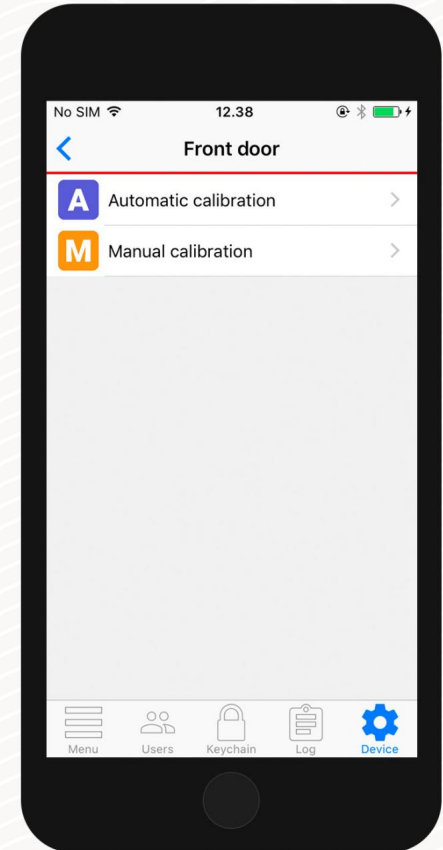 No SIM 12.38
Front door
A Automatic calibration
M Manual calibration
Menu Users Keychain Log Device